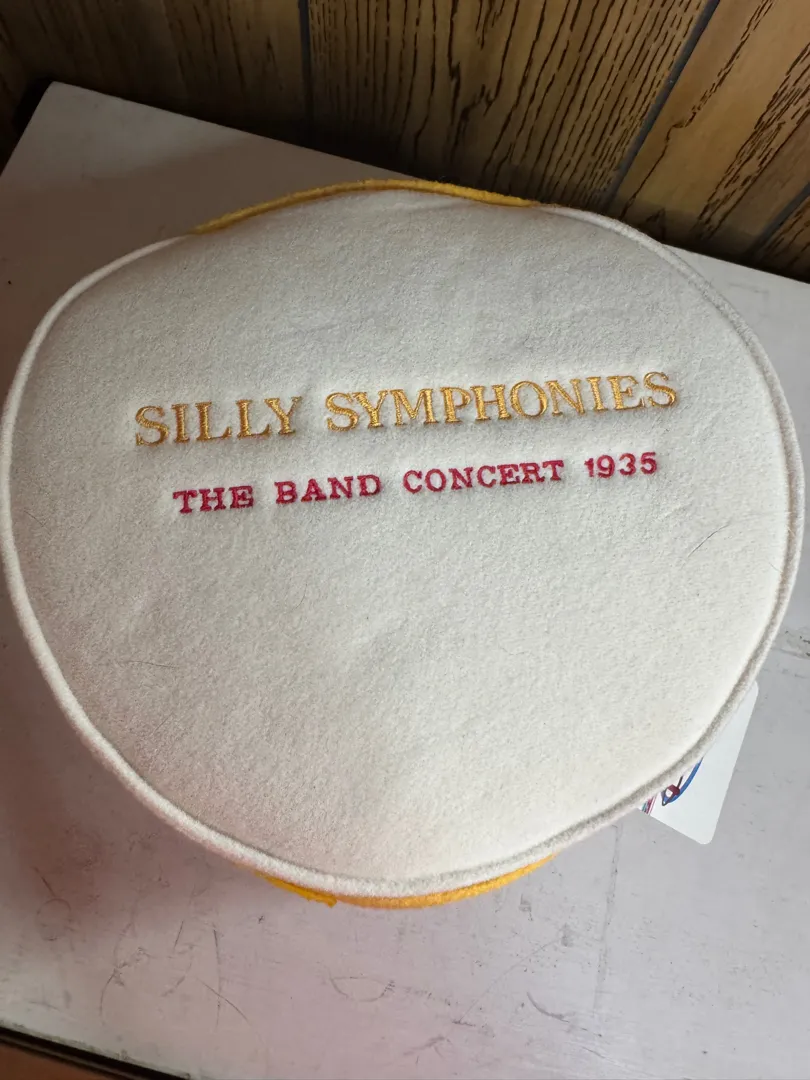 SILLY SYMPHONIES
THE BAND CONCERT 1935